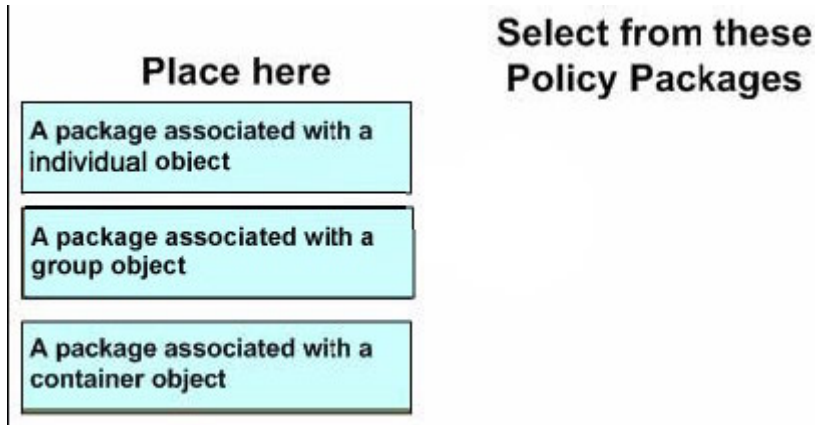 Place here
Select from these
Policy Packages
A package associated with a
individual object
A package associated with a
group object
A package associated with a
container object